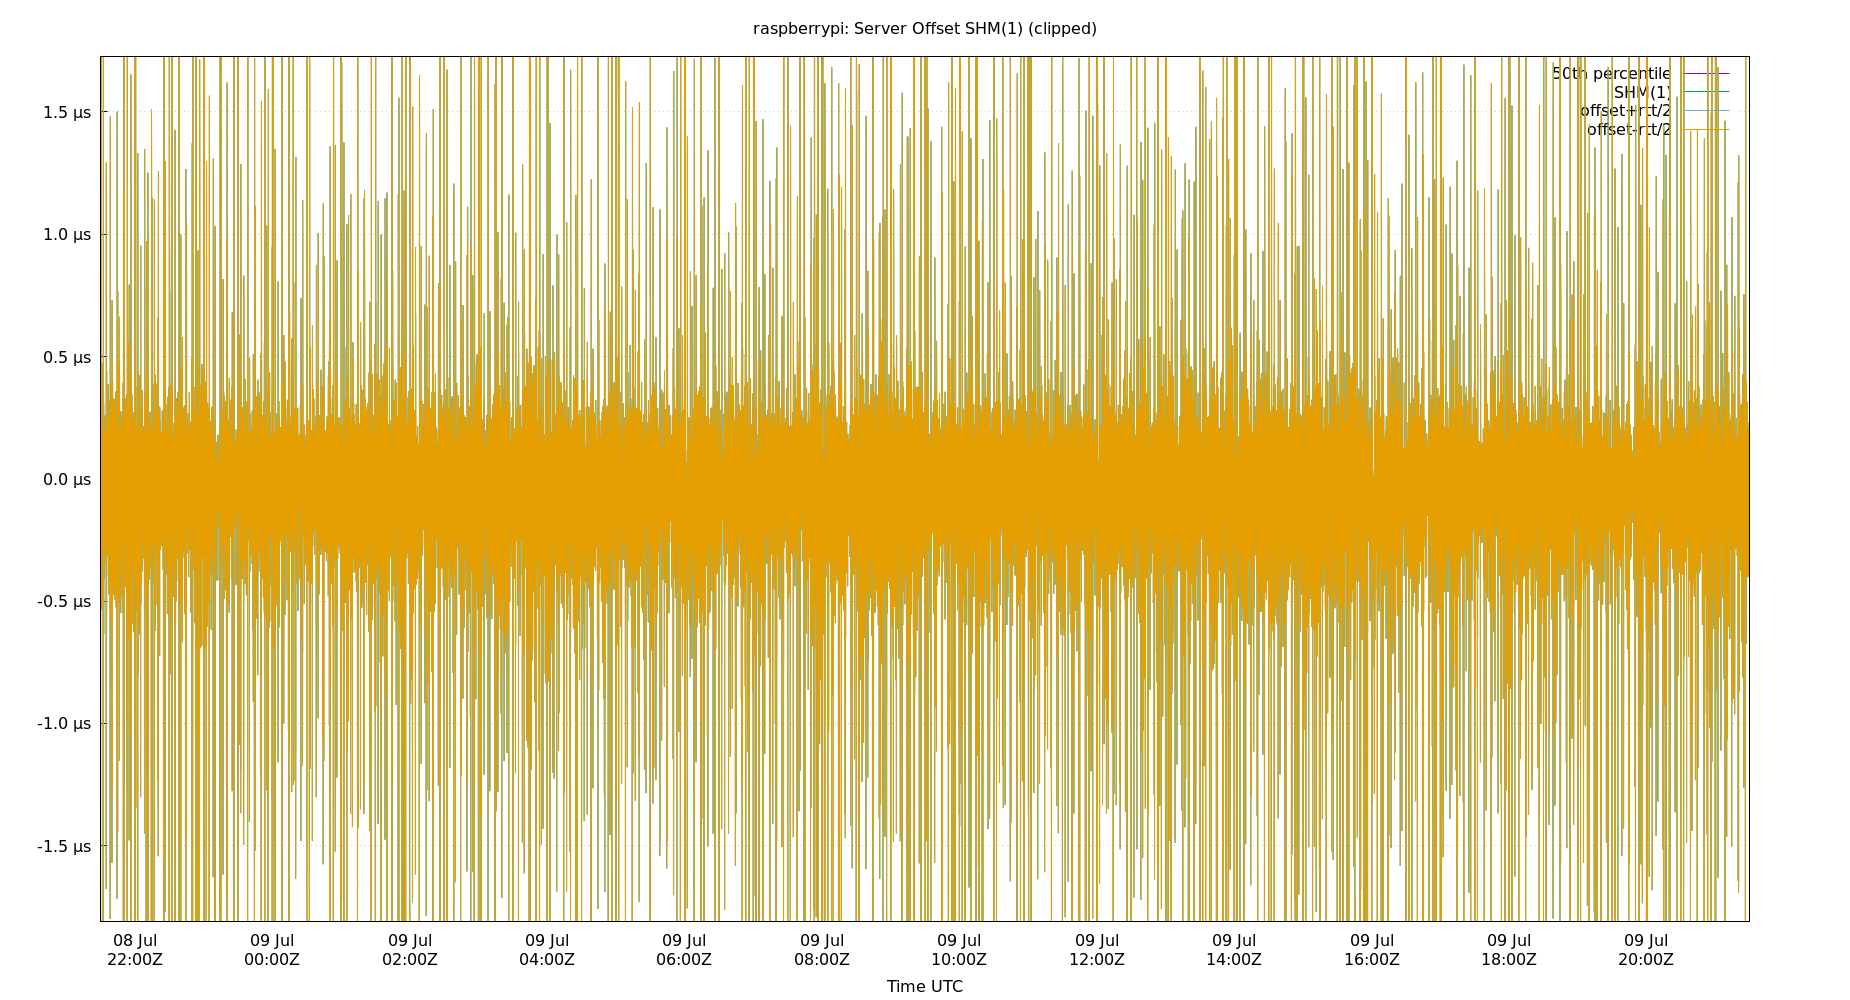 raspberrypi: Server Offset SHM(1) (clipped)
50th percentile
SHM(1)
offset+rtt/2
offset-rtt/2
1.5 µs
1.0 µs
0.5 µs
0.0 µs
-0.5 µs
-1.0 µs
-1.5 µs
08 Jul 09 Jul 09 Jul 09 Jul 09 Jul 09 Jul 09 Jul 09 Jul 09 Jul 09 Jul 09 Jul 09 Jul
22:00Z 00:00Z 02:00Z 04:00Z 06:00Z 08:00Z 10:00Z 12:00Z 14:00Z 16:00Z 18:00Z 20:00Z
Time UTC